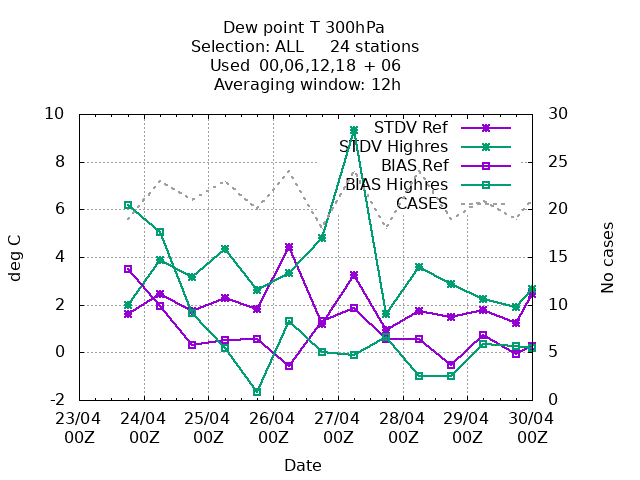 Dew point T 300hPa
Selection: ALL 24 stations
Used 00,06,12,18 + 06
Averaging window: 12h
STDV Ref
STDV Highres
BIAS Ref
BIAS Highres
CASES
10
8
6
4
2
0
-2
deg C
30
25
20
15
10
5
0
No cases
23/04 24/04 25/04 26/04 27/04 28/04 29/04 30/04
00Z 00Z 00Z 00Z 00Z 00Z 00Z 00Z
Date